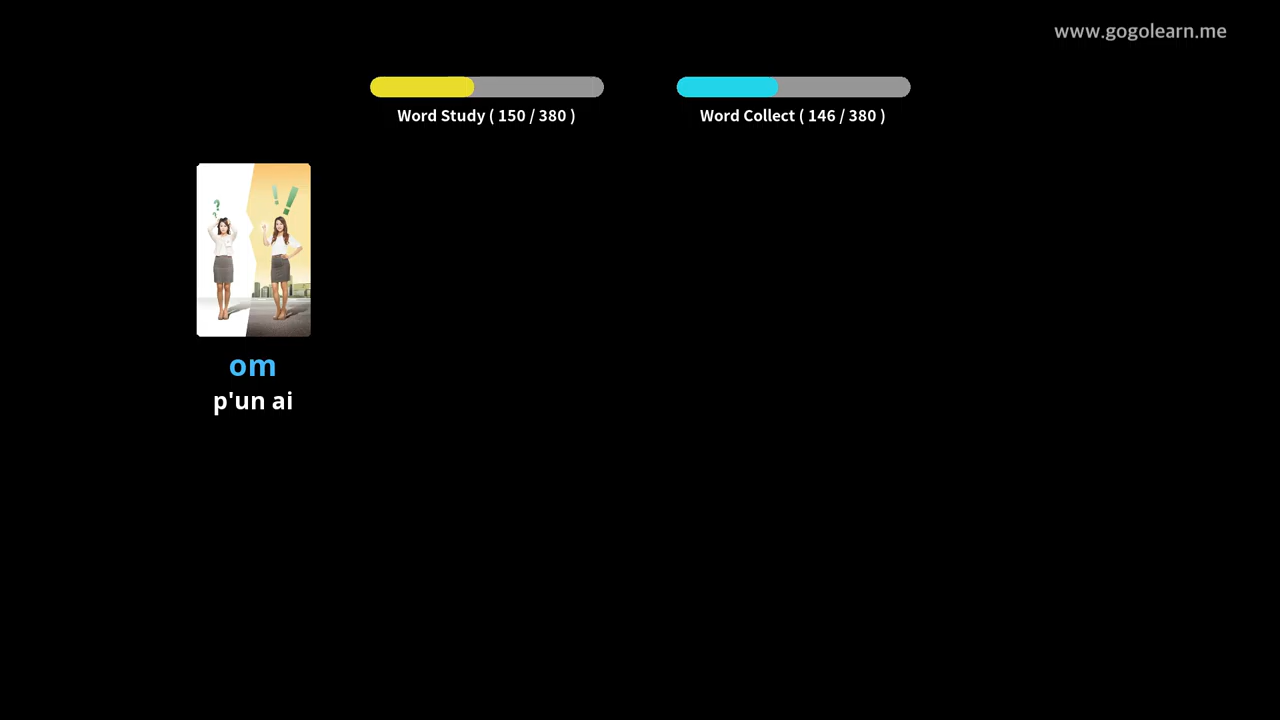 www.gogolearn.me
Word Study ( 150 / 380 )
Word Collect ( 146 / 380 )
? ?
! !
om
p'un ai